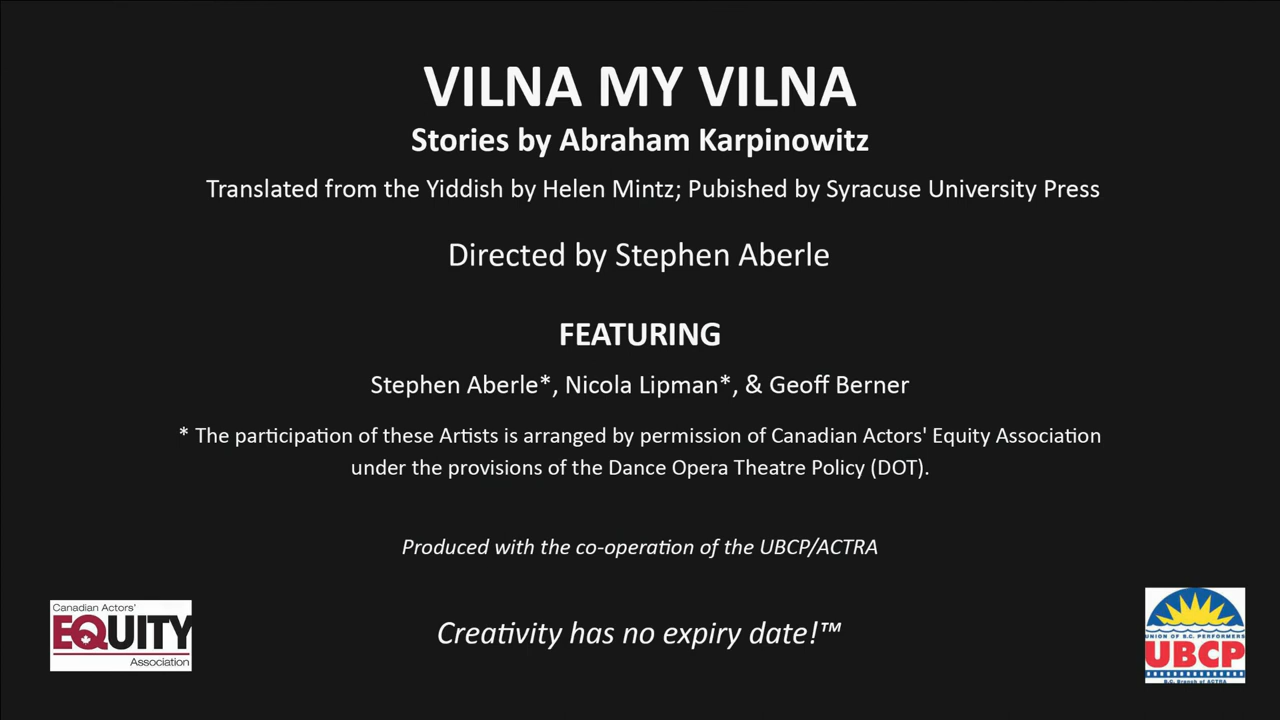 VILNA MY VILNA
Stories by Abraham Karpinowitz
Translated from the Yiddish by Helen Mintz; Pubished by Syracuse University Press
Directed by Stephen Aberle
FEATURING
Stephen Aberle*, Nicola Lipman*, & Geoff Berner
* The participation of these Artists is arranged by permission of Canadian Actors' Equity Association
under the provisions of the Dance Opera Theatre Policy (DOT).
Produced with the co-operation of the UBCP/ACTRA
Creativity has no expiry date!™
Canadian Actors'
EQUITY
Association
UNION OF B.C. PERFORMERS
UBCP
B.C. Branch of ACTRA